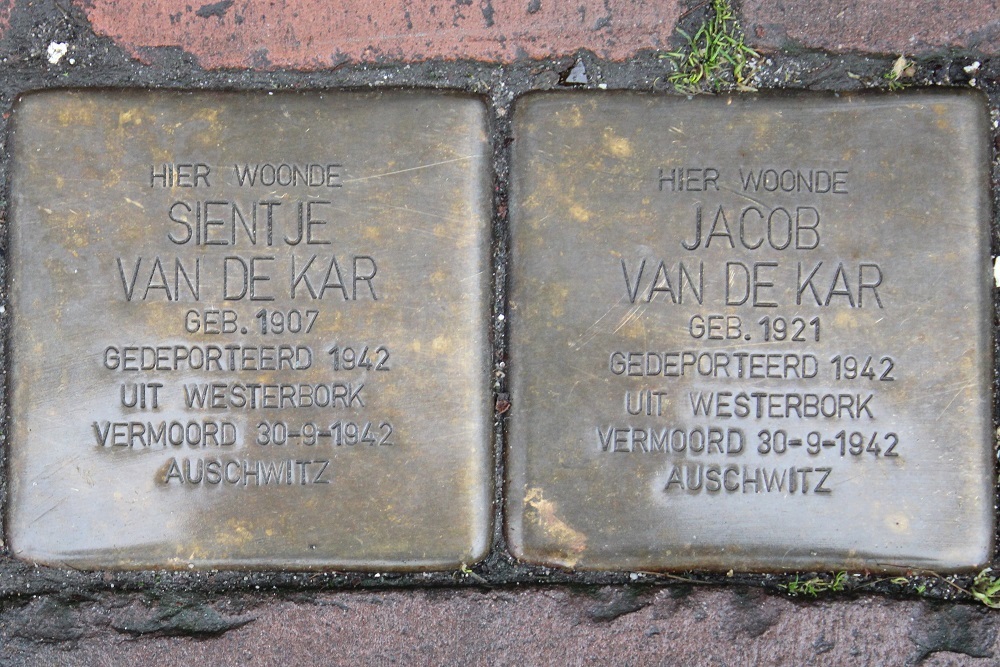 HIER WOONDE
SIENTJE
VAN DE KAR
GEB. 1907
GEDEPORTEERD 1942
UIT WESTERBORK
VERMOORD 30-9-1942
AUSCHWITZ
HIER WOONDE
JACOB
VAN DE KAR
GEB. 1921
GEDEPORTEERD 1942
UIT WESTERBORK
VERMOORD 30-9-1942
AUSCHWITZ